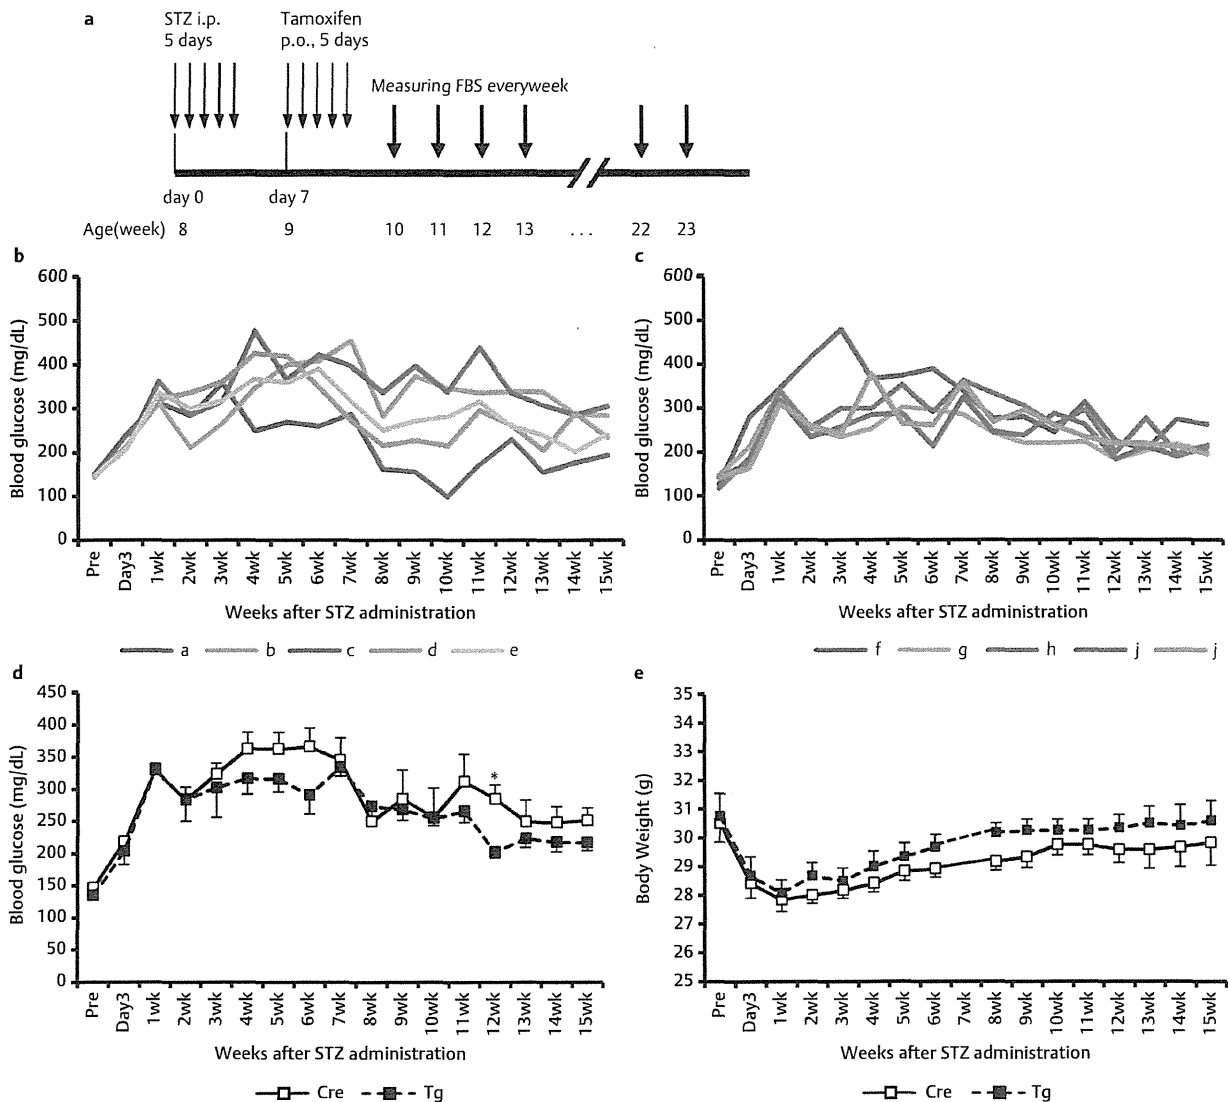 a
STZ i.p.
5 days
Tamoxifen
p.o., 5 days
Measuring FBS everyweek
day 0
day 7
Age(week) 8 9 10 11 12 13 ... 22 23
b
600
500
400
300
200
100
0
Blood glucose (mg/dL)
Pre Day3 1wk 2wk 3wk 4wk 5wk 6wk 7wk 8wk 9wk 10wk 11wk 12wk 13wk 14wk 15wk
Weeks after STZ administration
a b c d e
c
600
500
400
300
200
100
0
Blood glucose (mg/dL)
Pre Day3 1wk 2wk 3wk 4wk 5wk 6wk 7wk 8wk 9wk 10wk 11wk 12wk 13wk 14wk 15wk
Weeks after STZ administration
f g h j j
d
450
400
350
300
250
200
150
100
50
0
Blood glucose (mg/dL)
*
Pre Day3 1wk 2wk 3wk 4wk 5wk 6wk 7wk 8wk 9wk 10wk 11wk 12wk 13wk 14wk 15wk
Weeks after STZ administration
Cre Tg
e
35
34
33
32
31
30
29
28
27
26
25
Body Weight (g)
Pre Day3 1wk 2wk 3wk 4wk 5wk 6wk 7wk 8wk 9wk 10wk 11wk 12wk 13wk 14wk 15wk
Weeks after STZ administration
Cre Tg